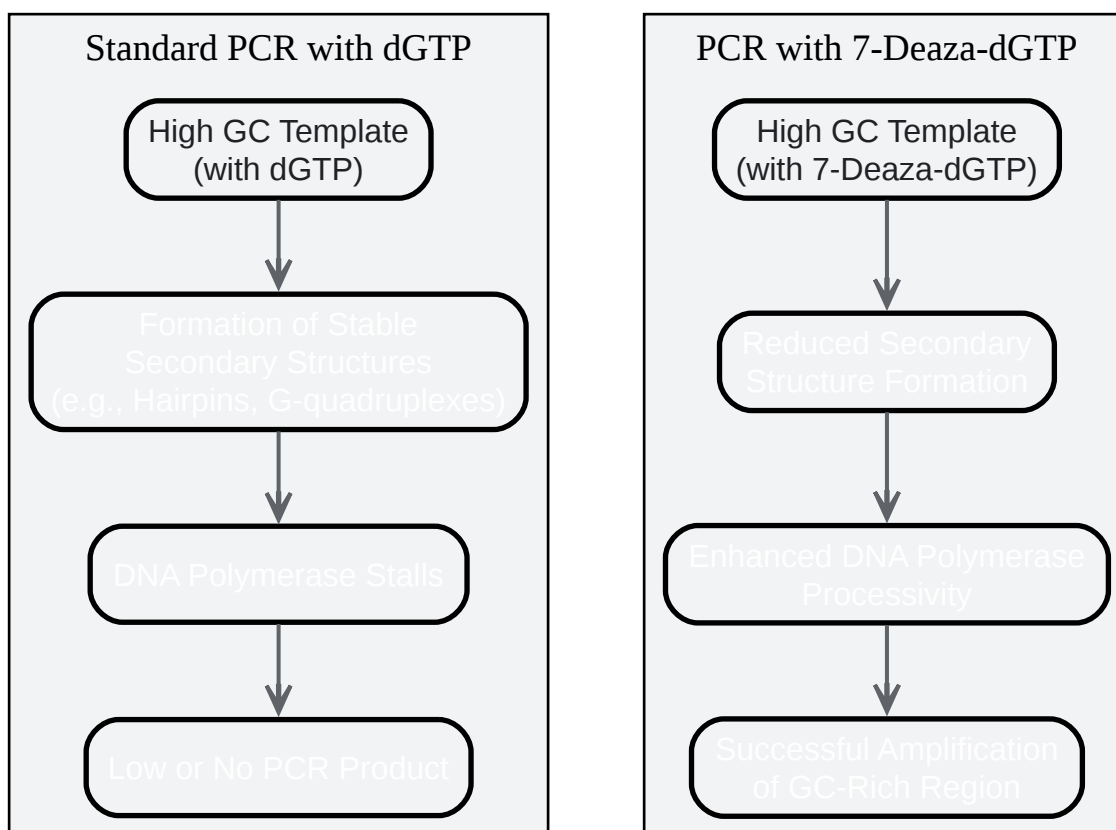 Standard PCR with dGTP
High GC Template
(with dGTP)
Formation of Stable
Secondary Structures
(e.g., Hairpins, G-quadruplexes)
DNA Polymerase Stalls
Low or No PCR Product
PCR with 7-Deaza-dGTP
High GC Template
(with 7-Deaza-dGTP)
Reduced Secondary
Structure Formation
Enhanced DNA Polymerase
Processivity
Successful Amplification
of GC-Rich Region